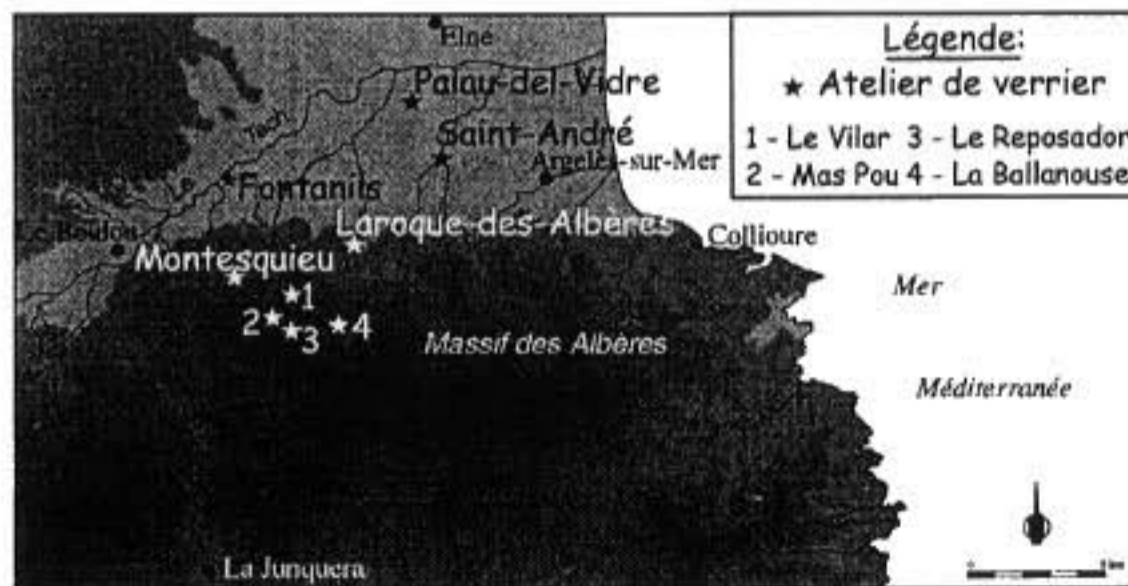 Elne
Légende:
★ Atelier de verrier
1 - Le Vilar 3 - Le Reposador
2 - Mas Pou 4 - La Ballanouse
Palau-del-Vidre
Tech
Saint-André
Argelès-sur-Mer
Fontanils
Le Boulou
Laroque-des-Albères
Collioure
Montesquieu
Mer
1
2
3
4
Massif des Albères
Méditerranée
La Junquera
0